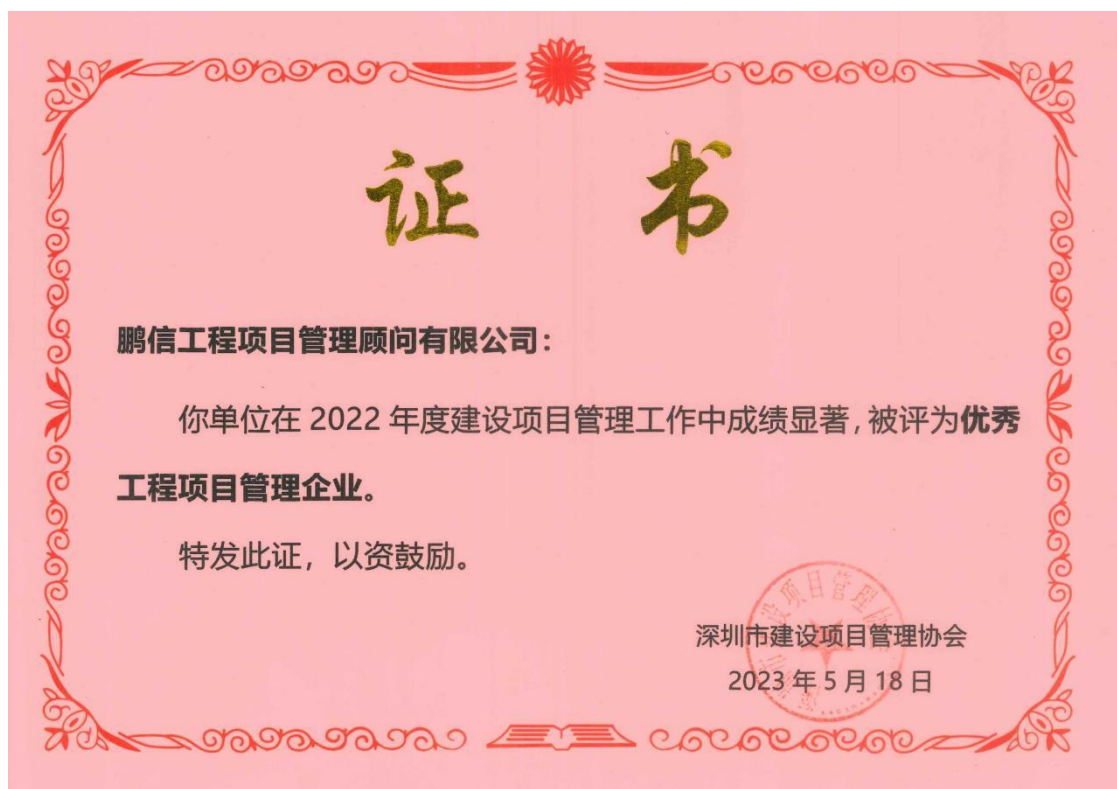 证 书
鹏信工程项目管理顾问有限公司：
你单位在 2022 年度建设项目管理工作中成绩显著，被评为优秀
工程项目管理企业。
特发此证，以资鼓励。
深圳市建设项目管理协会
2023 年 5 月 18 日